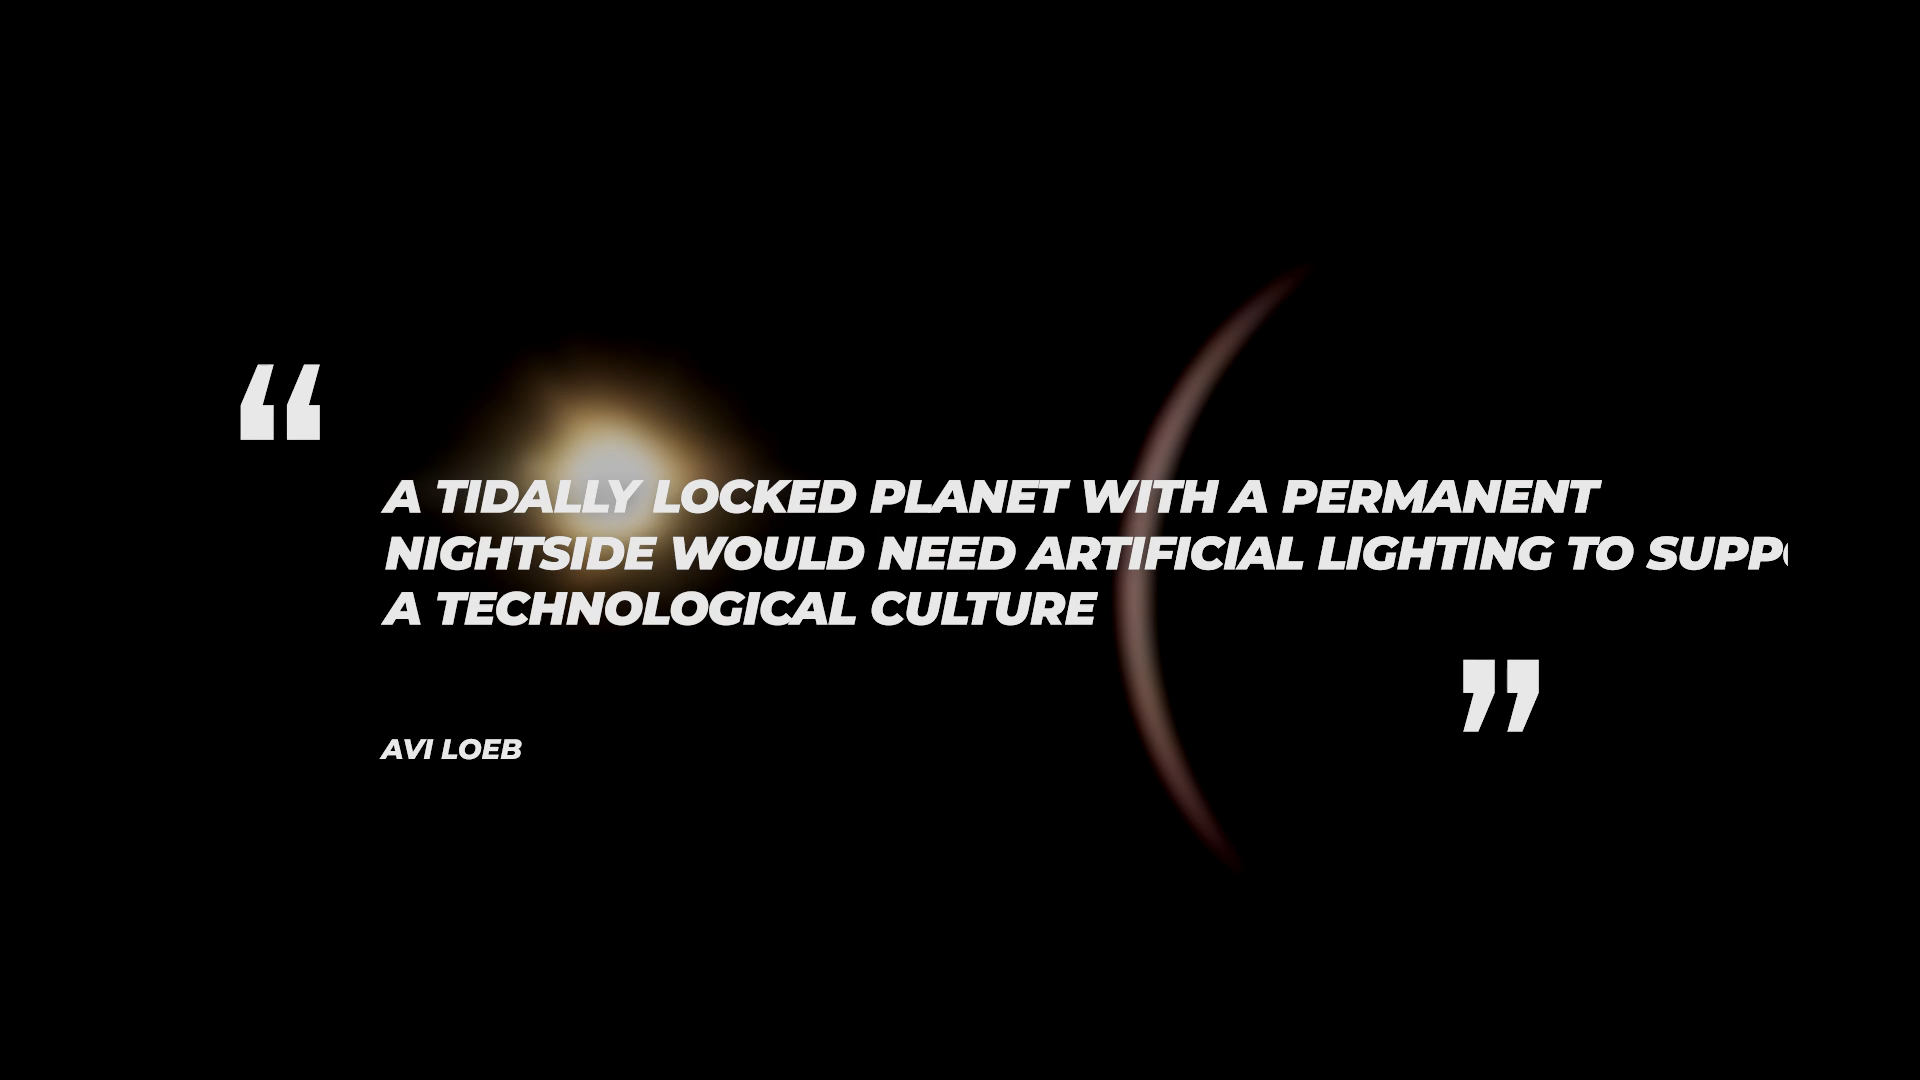 “
A TIDALLY LOCKED PLANET WITH A PERMANENT
NIGHTSIDE WOULD NEED ARTIFICIAL LIGHTING TO
A TECHNOLOGICAL CULTURE
”
AVI LOEB